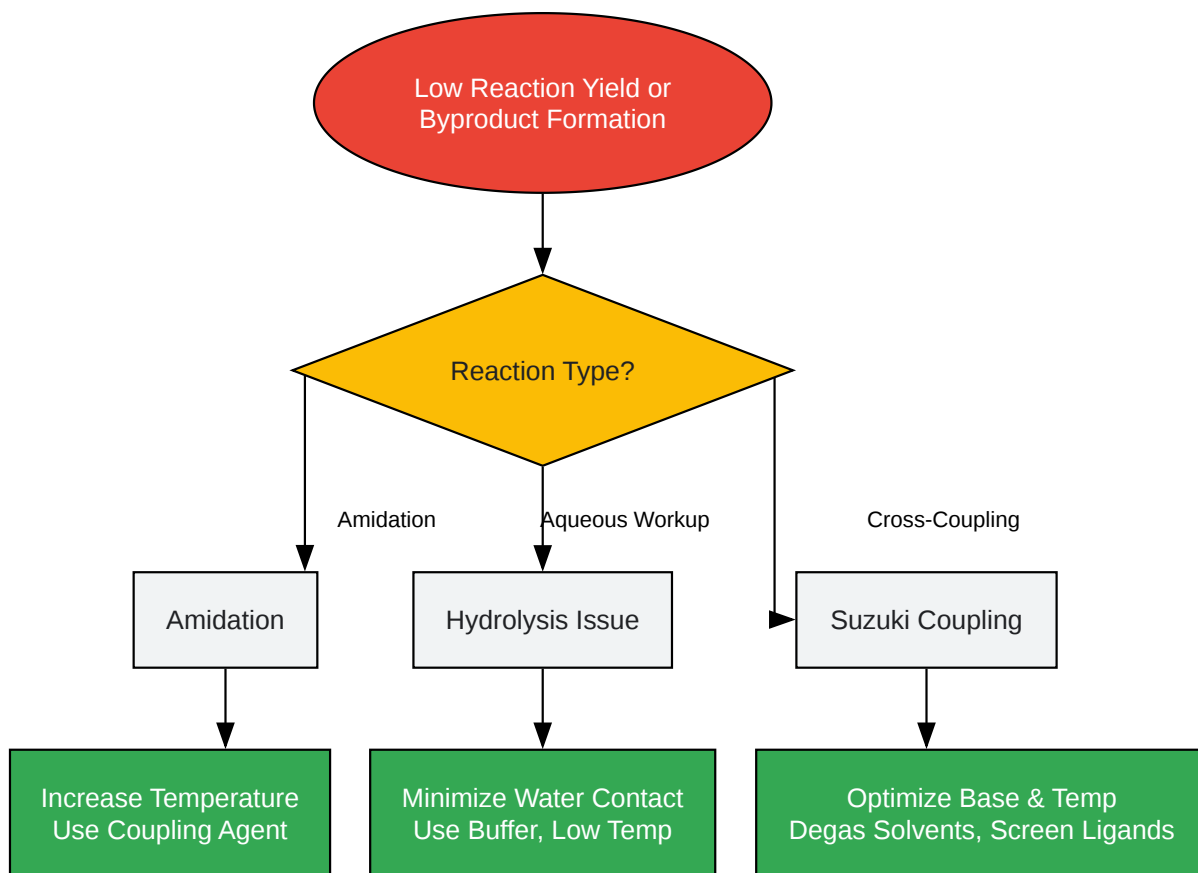 Low Reaction Yield or
Byproduct Formation
Reaction Type?
Amidation
Aqueous Workup
Cross-Coupling
Amidation
Hydrolysis Issue
Suzuki Coupling
Increase Temperature
Use Coupling Agent
Minimize Water Contact
Use Buffer, Low Temp
Optimize Base & Temp
Degas Solvents, Screen Ligands